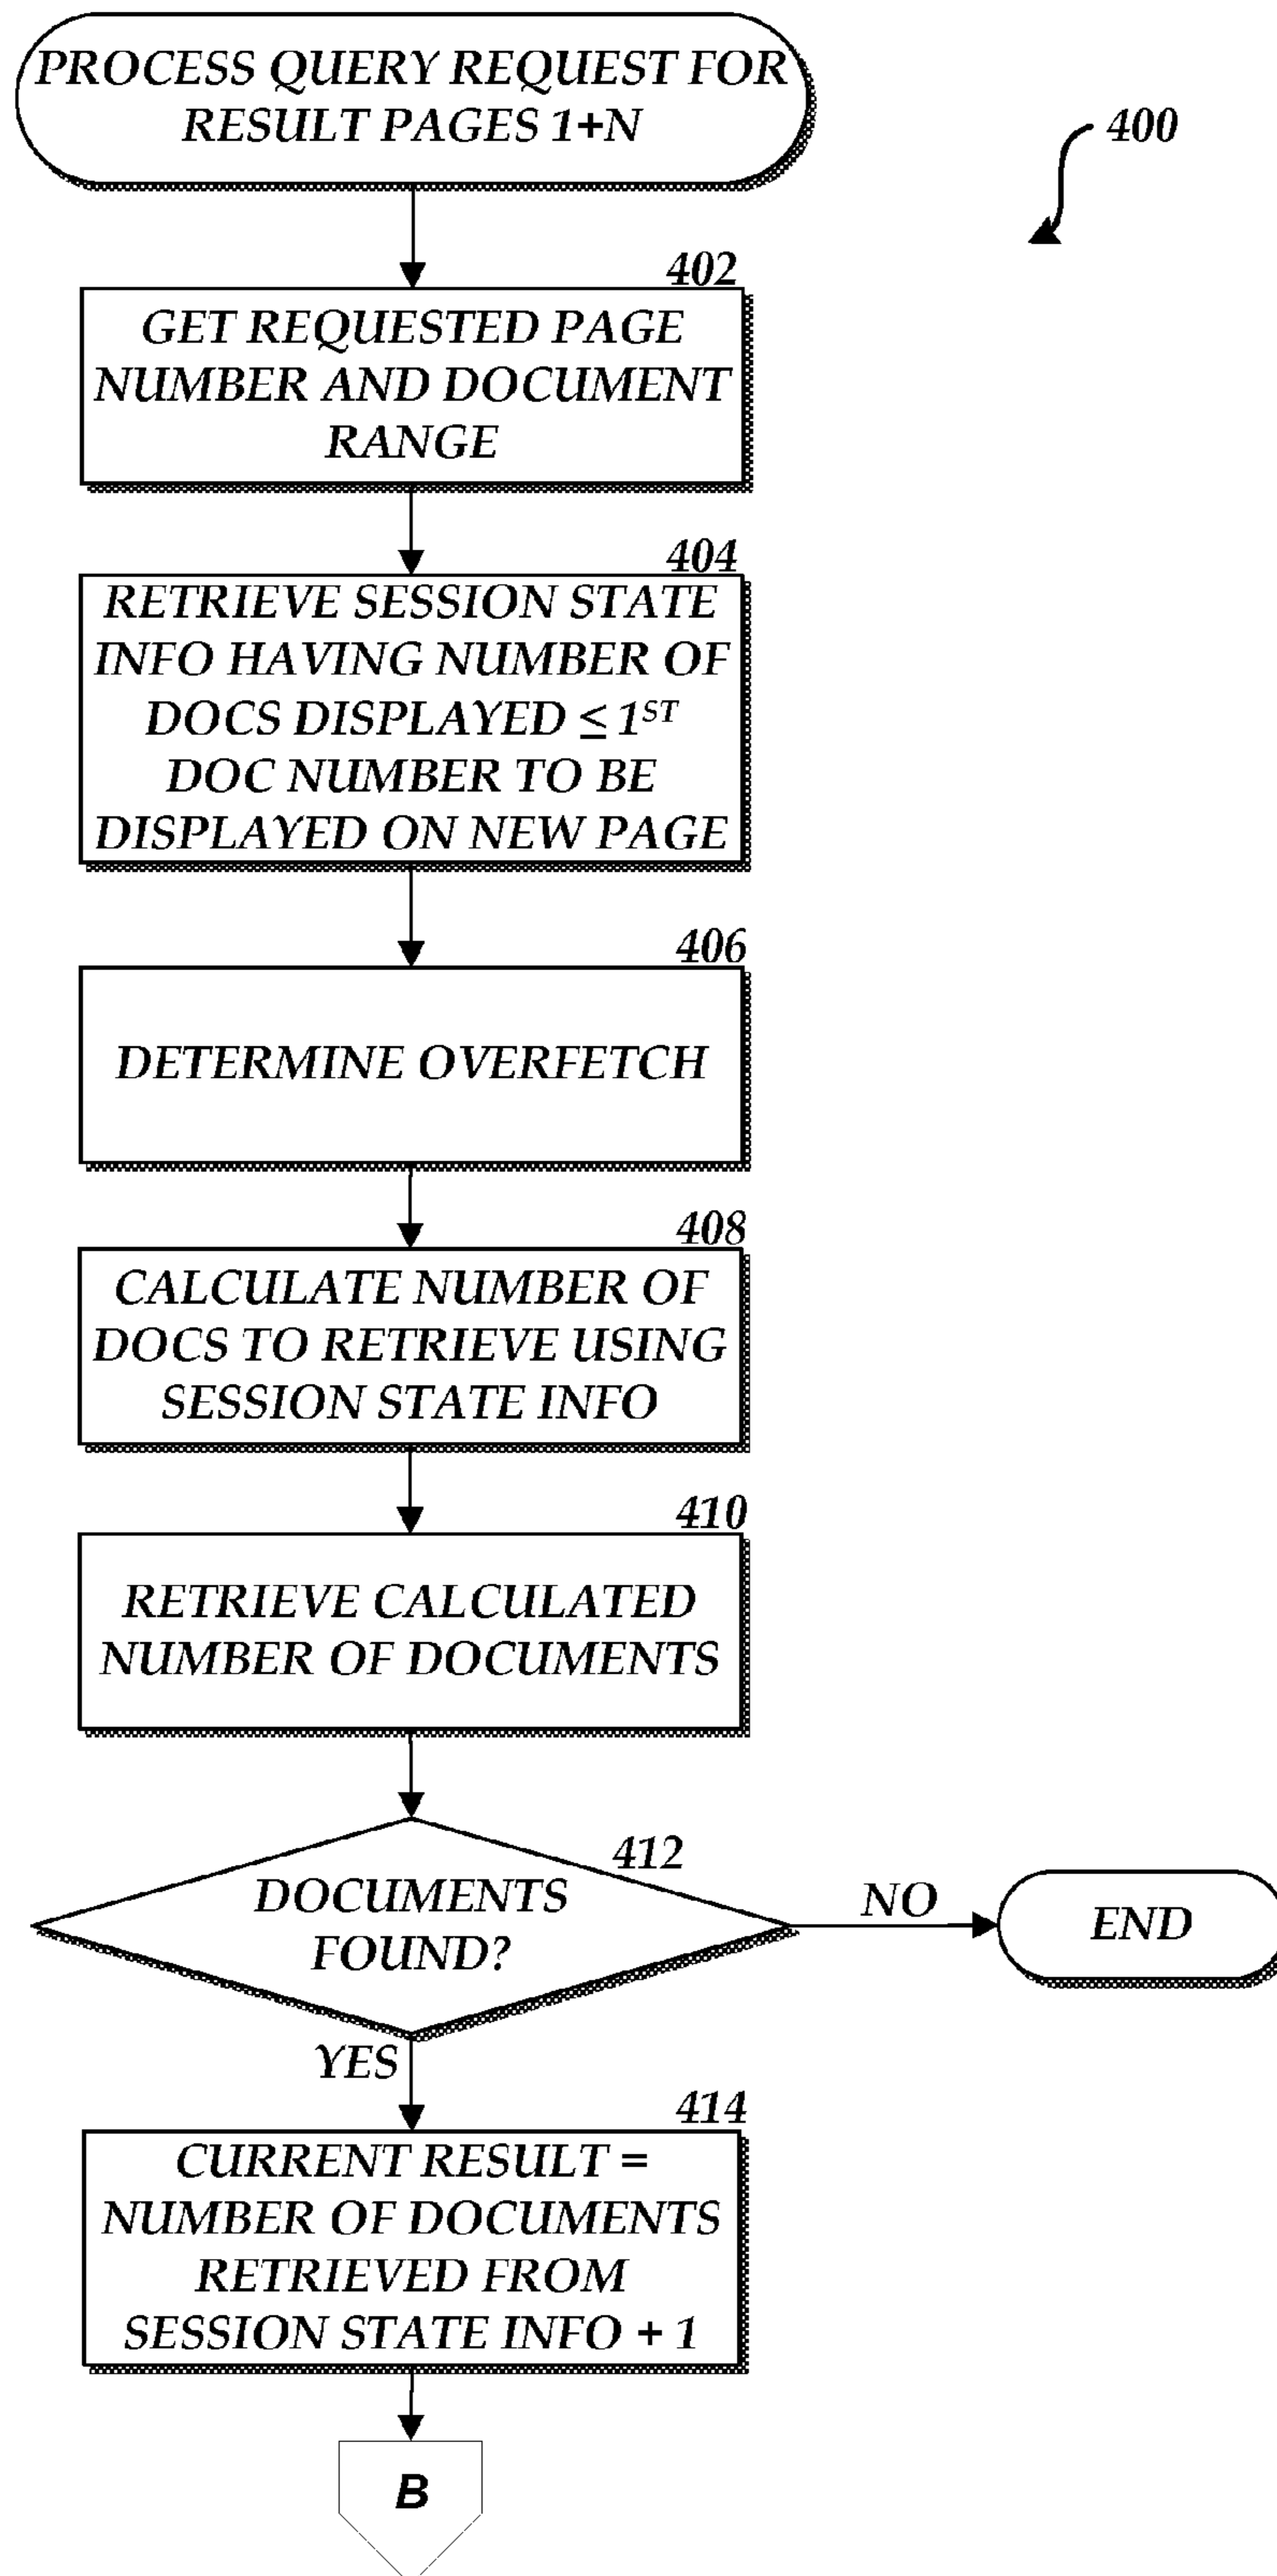 PROCESS QUERY REQUEST FOR
RESULT PAGES 1+N
400
402
GET REQUESTED PAGE
NUMBER AND DOCUMENT
RANGE
404
RETRIEVE SESSION STATE
INFO HAVING NUMBER OF
DOCS DISPLAYED ≤ 1ST
DOC NUMBER TO BE
DISPLAYED ON NEW PAGE
406
DETERMINE OVERFETCH
408
CALCULATE NUMBER OF
DOCS TO RETRIEVE USING
SESSION STATE INFO
410
RETRIEVE CALCULATED
NUMBER OF DOCUMENTS
412
DOCUMENTS
FOUND?
NO
END
YES
414
CURRENT RESULT =
NUMBER OF DOCUMENTS
RETRIEVED FROM
SESSION STATE INFO + 1
B